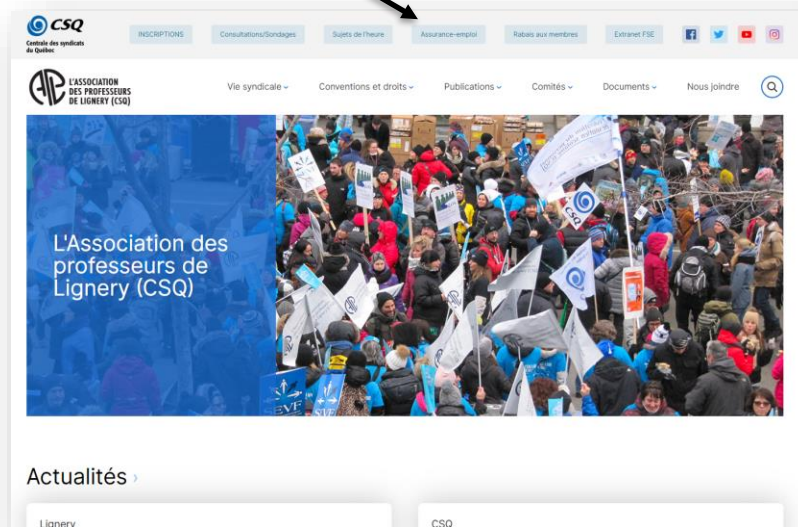 CSQ
Centrale des syndicats
du Québec
INSCRIPTIONS
Consultations/Sondages
Sujets de l'heure
Assurance-emploi
Rabais aux membres
Extranet FSE
L'ASSOCIATION
DES PROFESSEURS
DE LIGNERY (CSQ)
Vie syndicale
Conventions et droits
Publications
Comités
Documents
Nous joindre
L'Association des
professeurs de
Lignery (CSQ)
CSQ
SEVF
Actualités ›
Lignery
CSQ